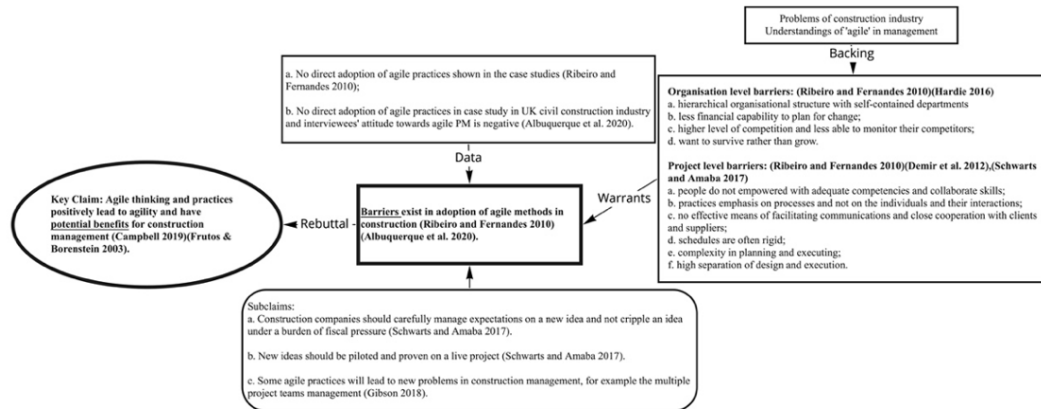 Problems of construction industry
Understandings of 'agile' in management
Backing
a. No direct adoption of agile practices shown in the case studies (Ribeiro and
Fernandes 2010);
b. No direct adoption of agile practices in case study in UK civil construction
industry and interviewees' attitude towards agile PM is negative (Albuquerque et al. 2020).
Data
Organisation level barriers: (Ribeiro and Fernandes 2010)(Hardie 2016)
a. hierarchical organisational structure with self-contained departments
b. less financial capability to plan for change;
c. higher level of competition and less able to monitor their competitors;
d. want to survive rather than grow.
Project level barriers: (Ribeiro and Fernandes 2010)(Demir et al. 2012),(Schwarts
and Amaba 2017)
a. people do not empowered with adequate competencies and collaborate skills;
b. practices emphasis on processes and not on the individuals and their interactions;
c. no effective means of facilitating communications and close cooperation with clients
and suppliers;
d. schedules are often rigid;
e. complexity in planning and executing;
f. high separation of design and execution.
Warrants
Key Claim: Agile thinking and practices
positively lead to agility and have
potential benefits for construction
management (Campbell 2019)(Frutos &
Borenstein 2003).
Rebuttal
Barriers exist in adoption of agile methods in
construction (Ribeiro and Fernandes 2010)
(Albuquerque et al. 2020).
Subclaims:
a. Construction companies should carefully manage expectations on a new idea and not cripple an idea
under a burden of fiscal pressure (Schwarts and Amaba 2017).
b. New ideas should be piloted and proven on a live project (Schwarts and Amaba 2017).
c. Some agile practices will lead to new problems in construction management, for example the multiple
project teams management (Gibson 2018).